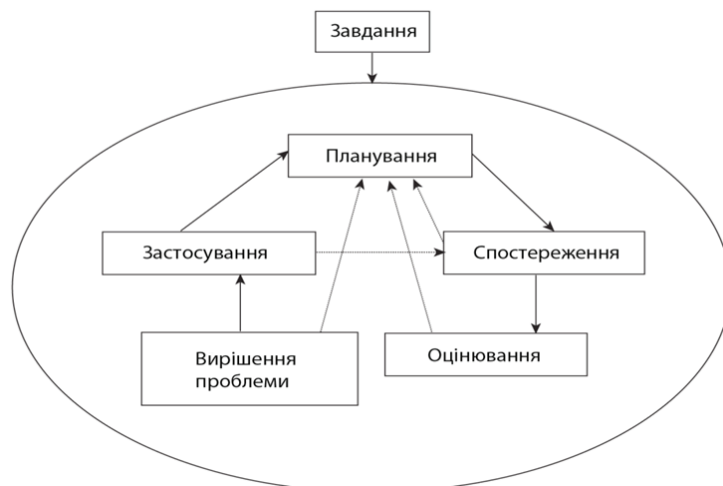 Завдання
Планування
Застосування
Спостереження
Вирішення
проблеми
Оцінювання